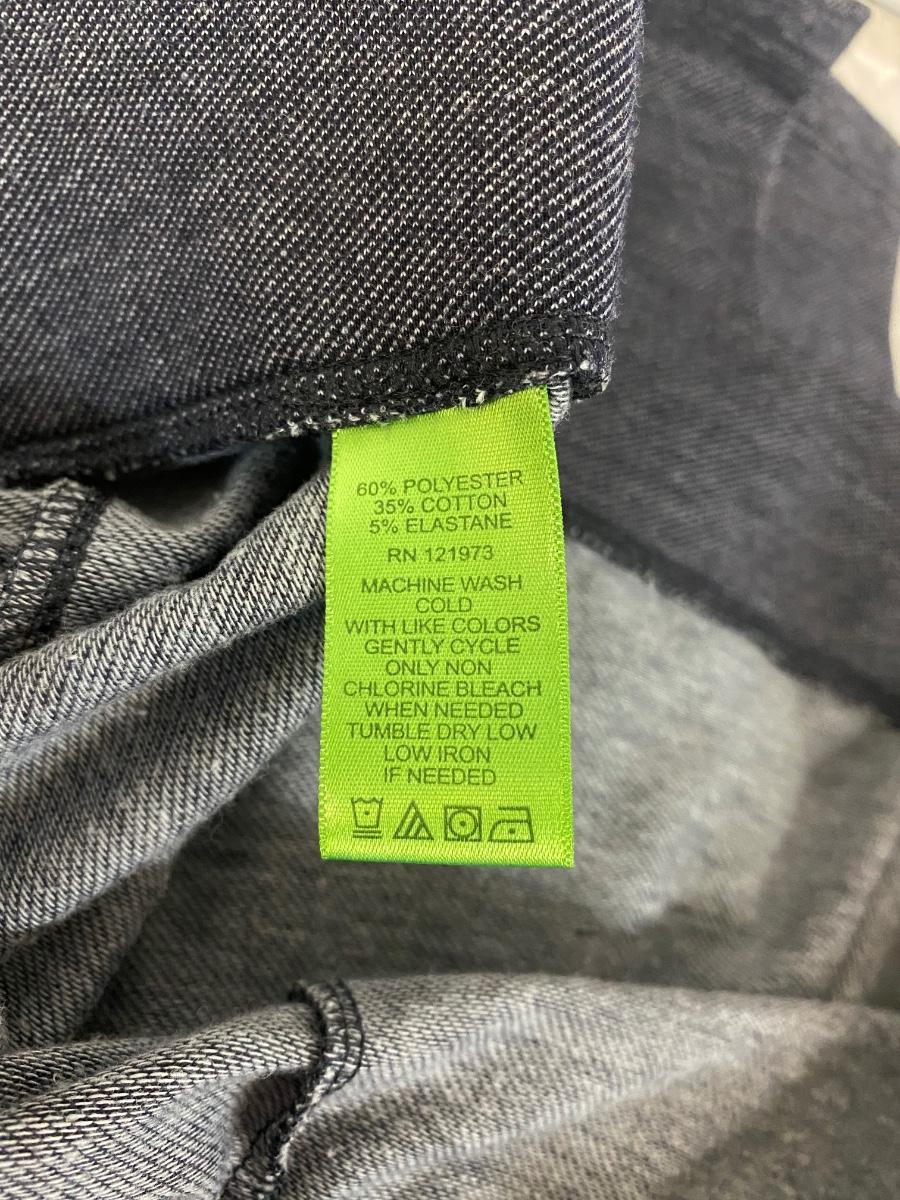 60% POLYESTER
35% COTTON
5% ELASTANE
RN 121973
MACHINE WASH
COLD
WITH LIKE COLORS
GENTLY CYCLE
ONLY NON
CHLORINE BLEACH
WHEN NEEDED
TUMBLE DRY LOW
LOW IRON
IF NEEDED